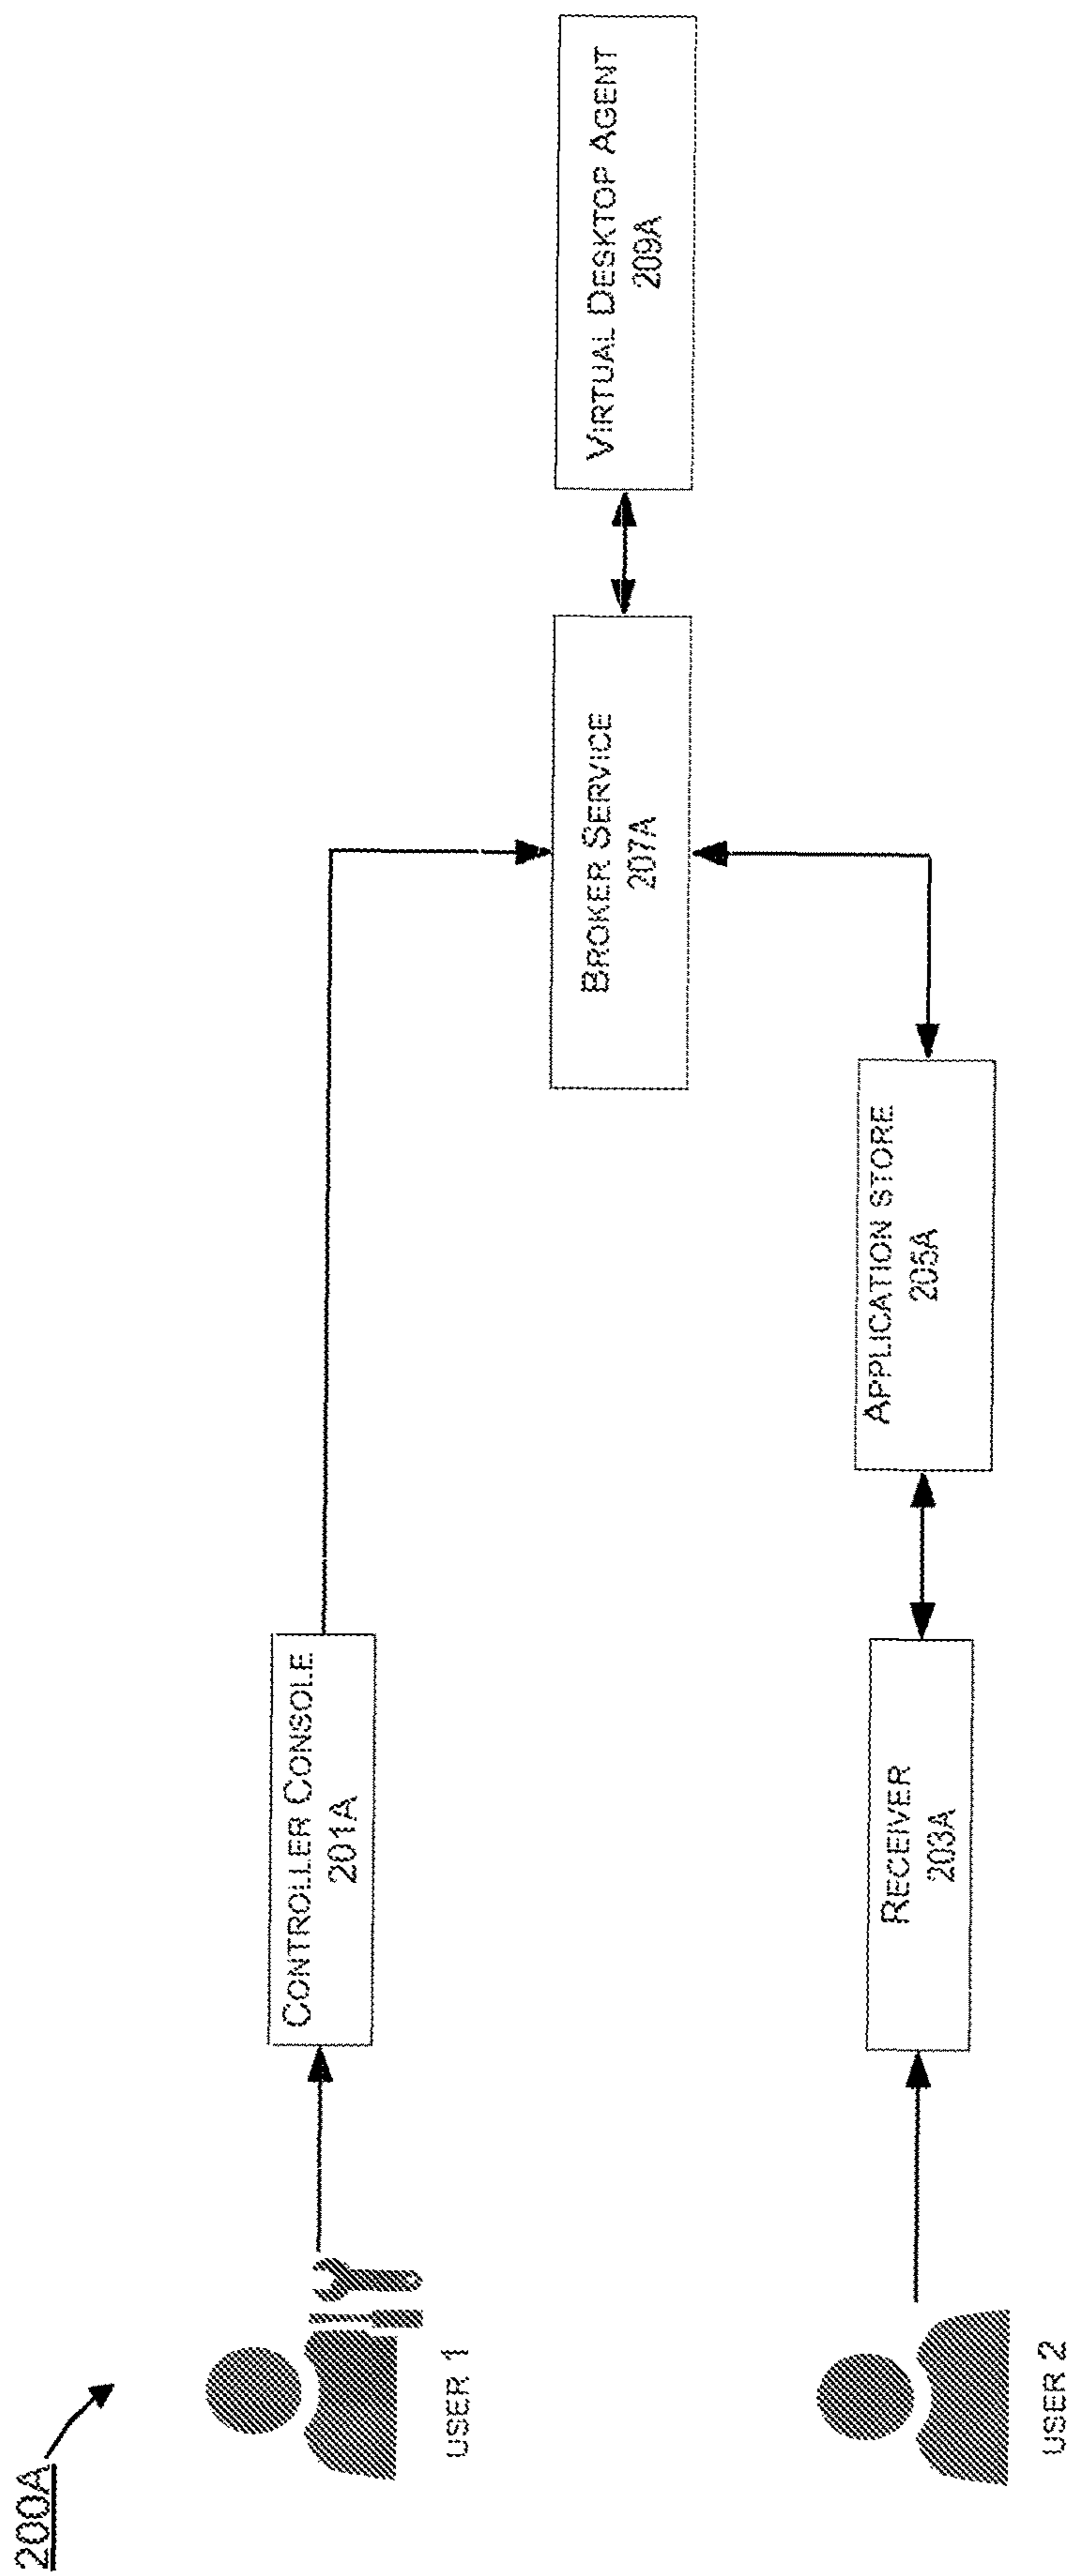 200A
USER 1
CONTROLLER CONSOLE
201A
BROKER SERVICE
207A
VIRTUAL DESKTOP AGENT
209A
USER 2
RECEIVER
203A
APPLICATION STORE
205A